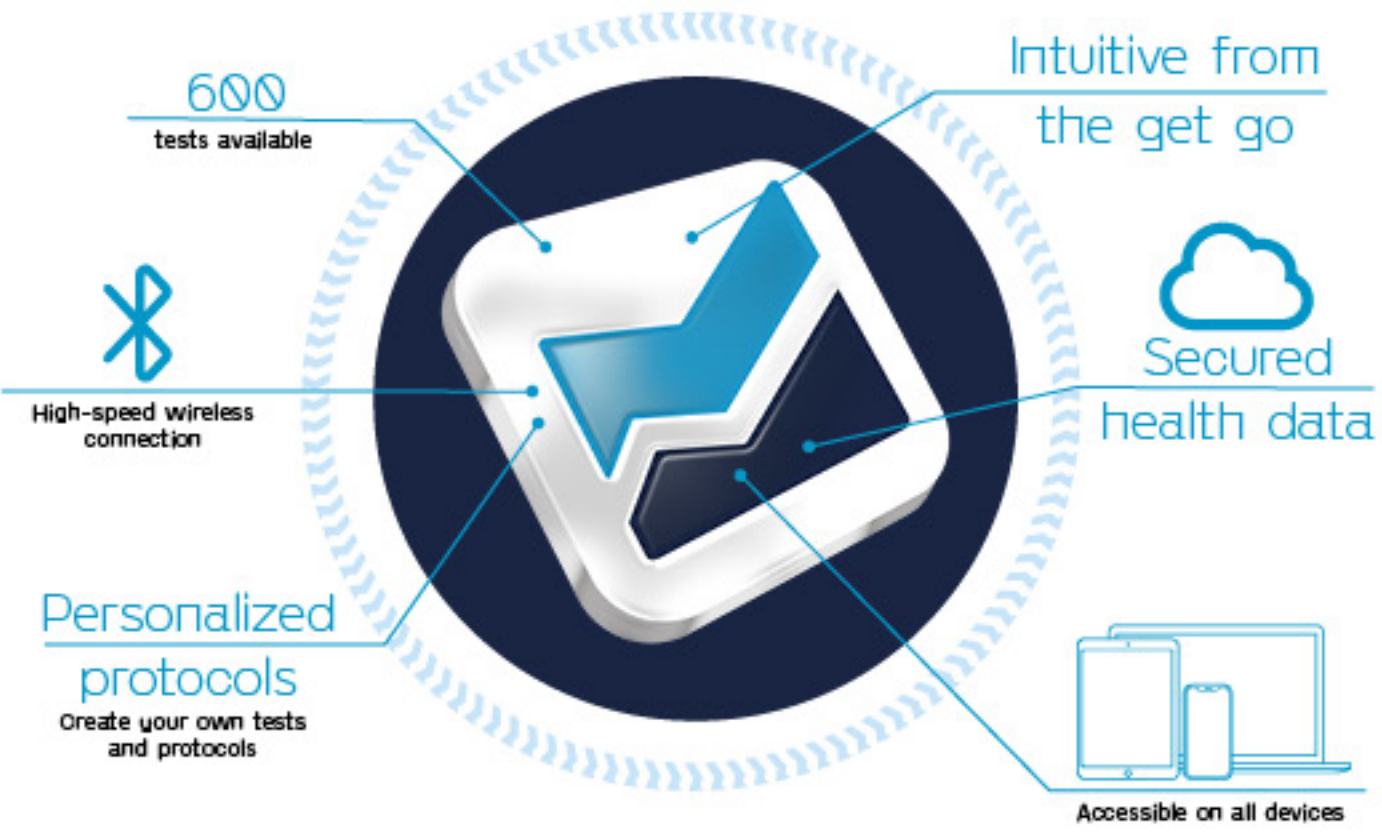 600
tests available
High-speed wireless
connection
Personalized
protocols
Create your own tests
and protocols
Intuitive from
the get go
Secured
health data
Accessible on all devices